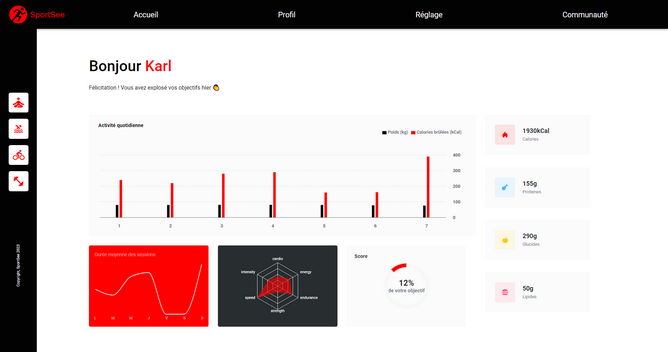 SportSee
Accueil
Profil
Réglage
Communauté
Bonjour Karl
Félicitation ! Vous avez explosé vos objectifs hier
Activité quotidienne
Poids (kg)
Calories brûlées (kCal)
400
300
200
100
0
1
2
3
4
5
6
7
1930kCal
Calories
155g
Proteines
290g
Glucides
50g
Lipides
Durée moyenne des sessions
L
M
M
J
V
S
D
cardio
energy
endurance
strength
speed
intensity
Score
12%
de votre objectif
Copyright, SportSee 2023